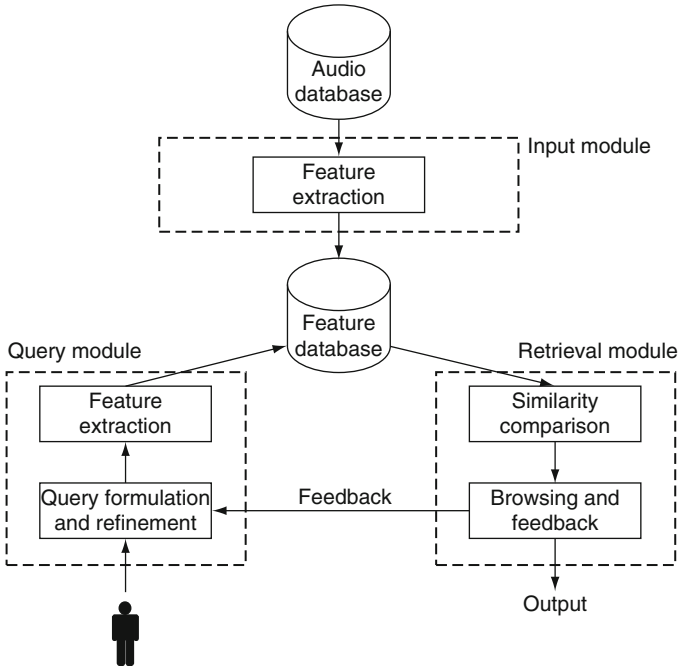 Audio
database
Input module
Feature
extraction
Feature
database
Query module
Retrieval module
Feature
extraction
Similarity
comparison
Query formulation
and refinement
Feedback
Browsing and
feedback
Output